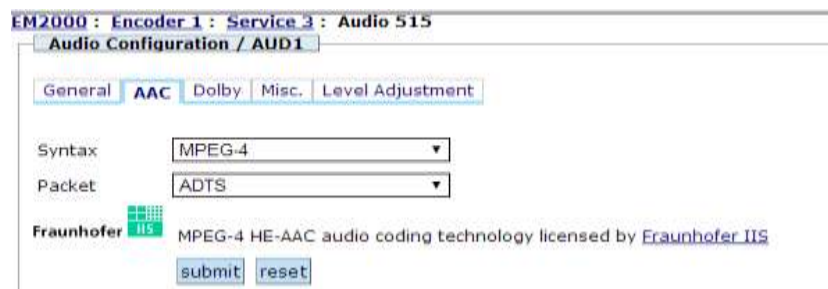 EM2000 : Encoder 1 : Service 3 : Audio 515
Audio Configuration / AUD1
General AAC Dolby Misc. Level Adjustment
Syntax MPEG-4
Packet ADTS
Fraunhofer IIS MPEG-4 HE-AAC audio coding technology licensed by Fraunhofer IIS
submit reset